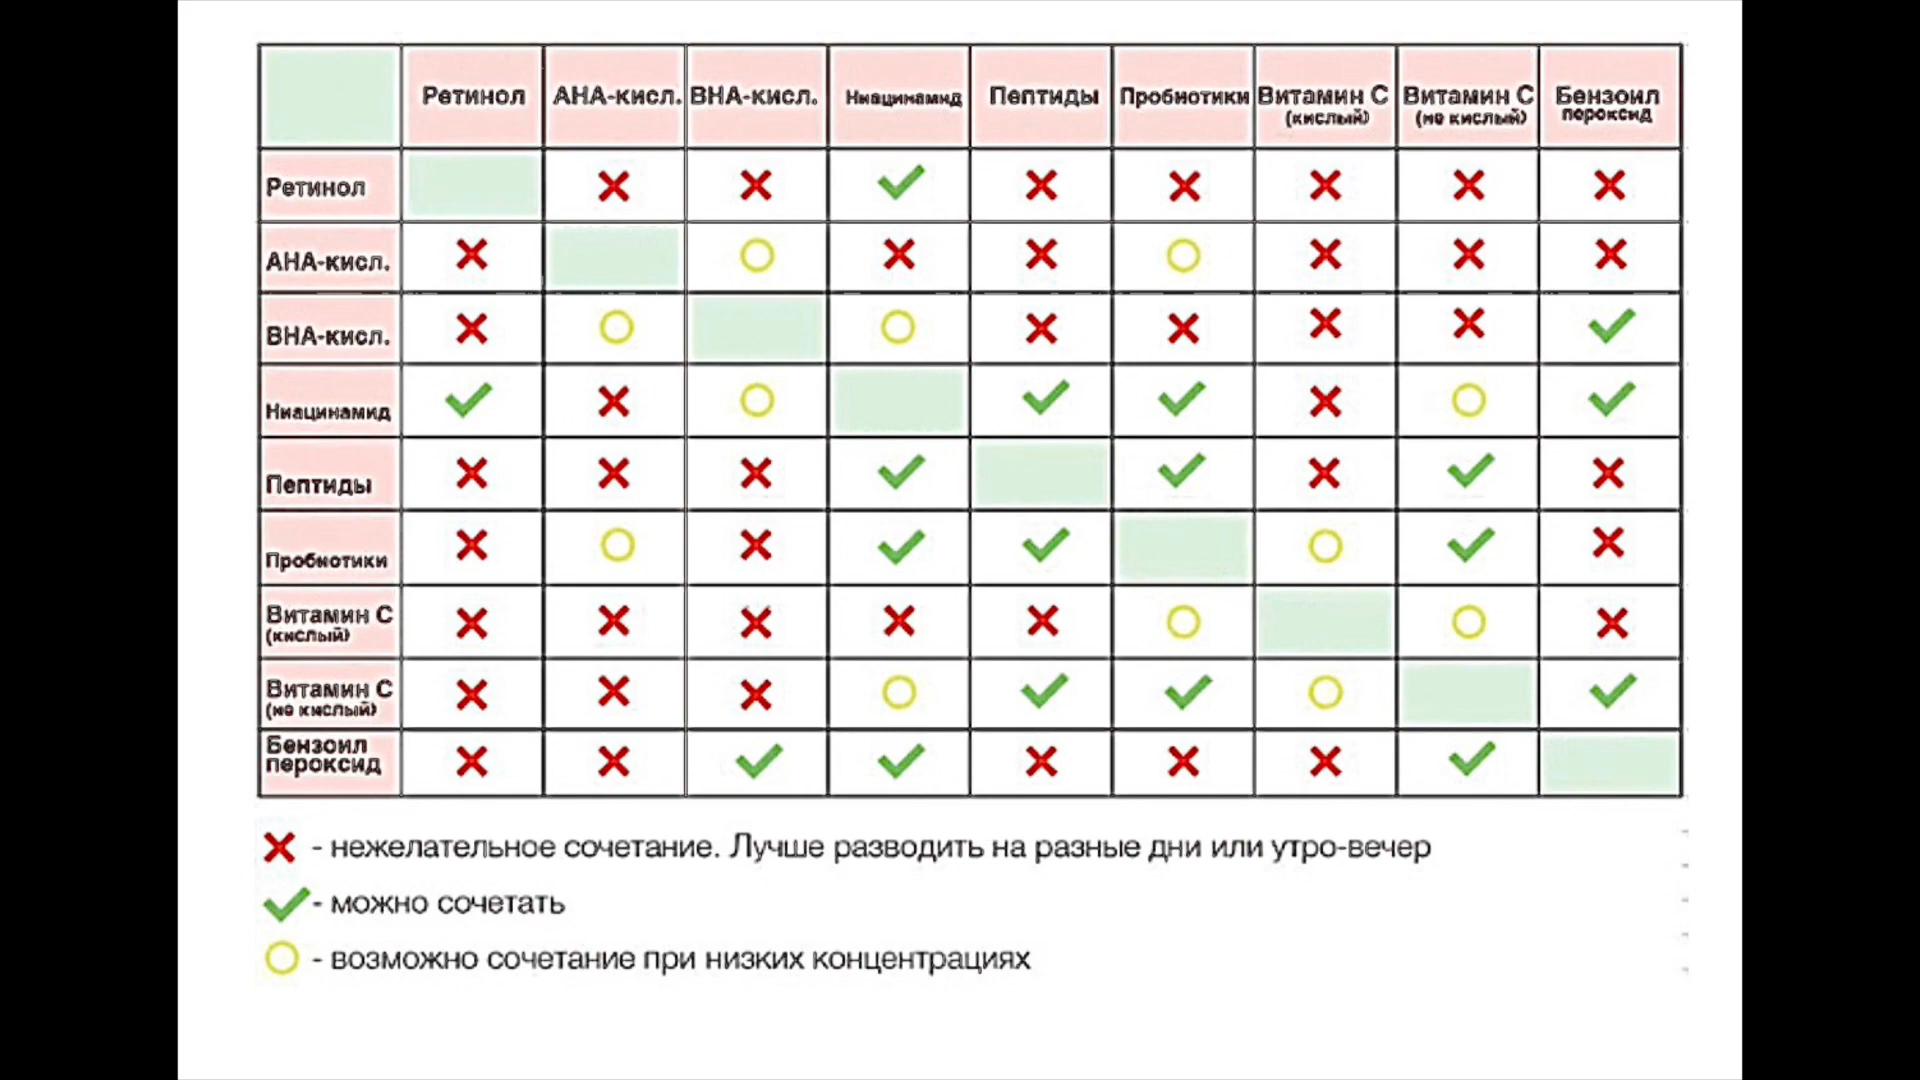 Ретинол АНА-кисл. ВНА-кисл. Ниацинамид Пептиды Пробиотики Витамин С (кислый) Витамин С (не кислый) Бензоил пероксид
Ретинол
АНА-кисл.
ВНА-кисл.
Ниацинамид
Пептиды
Пробиотики
Витамин С
(кислый)
Витамин С
(не кислый)
Бензоил
пероксид
- нежелательное сочетание. Лучше разводить на разные дни или утро-вечер
- можно сочетать
- возможно сочетание при низких концентрациях